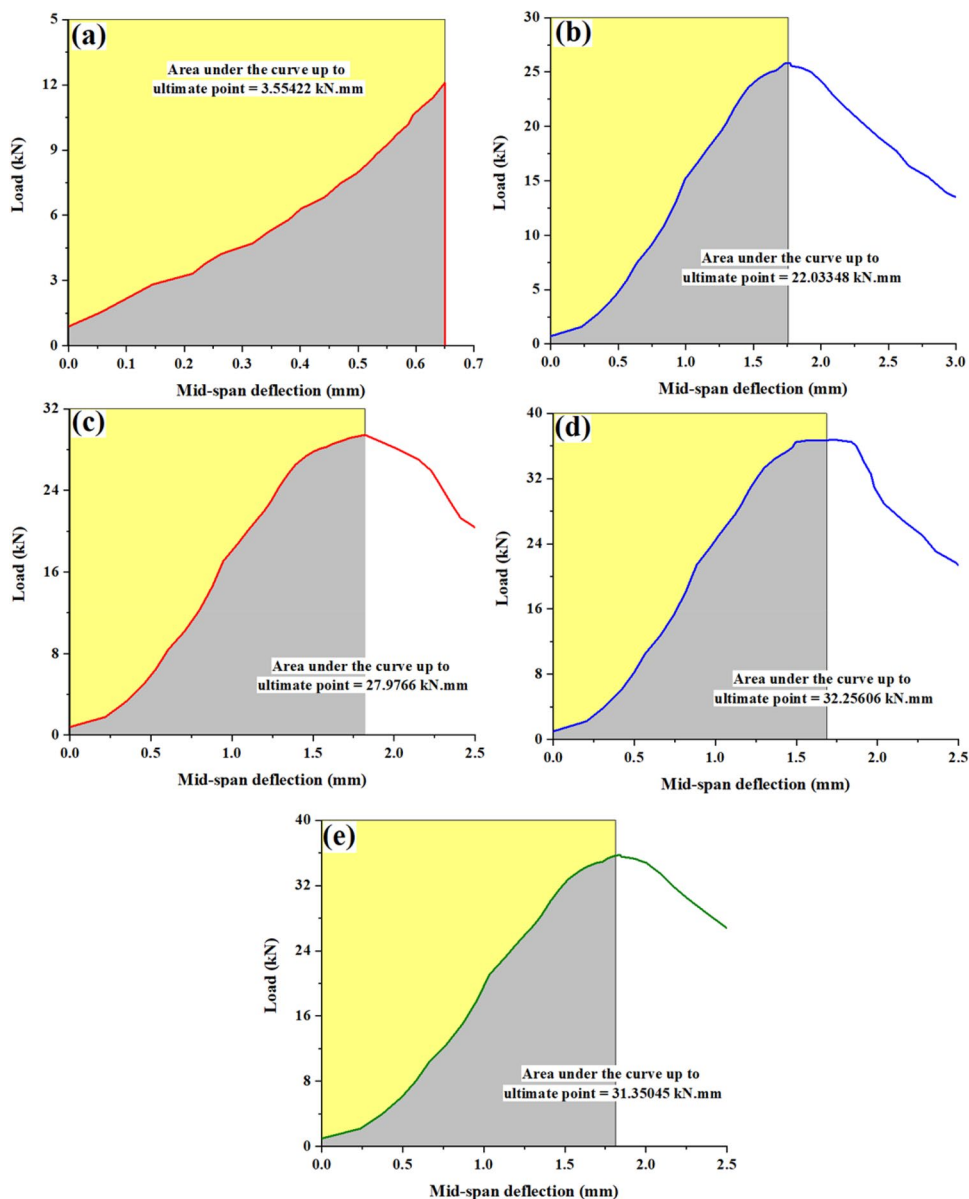 (a)
Area under the curve up to
ultimate point = 3.55422 kN.mm
Load (kN)
5
12
9
6
3
0
0.0 0.1 0.2 0.3 0.4 0.5 0.6 0.7
Mid-span deflection (mm)
(b)
Area under the curve up to
ultimate point = 22.03348 kN.mm
Load (kN)
30
25
20
15
10
5
0
0.0 0.5 1.0 1.5 2.0 2.5 3.0
Mid-span deflection (mm)
(c)
Area under the curve up to
ultimate point = 27.9766 kN.mm
Load (kN)
32
24
16
8
0
0.0 0.5 1.0 1.5 2.0 2.5
Mid-span deflection (mm)
(d)
Area under the curve up to
ultimate point = 32.25606 kN.mm
Load (kN)
40
32
24
16
8
0
0.0 0.5 1.0 1.5 2.0 2.5
Mid-span deflection (mm)
(e)
Area under the curve up to
ultimate point = 31.35045 kN.mm
Load (kN)
40
32
24
16
8
0
0.0 0.5 1.0 1.5 2.0 2.5
Mid-span deflection (mm)